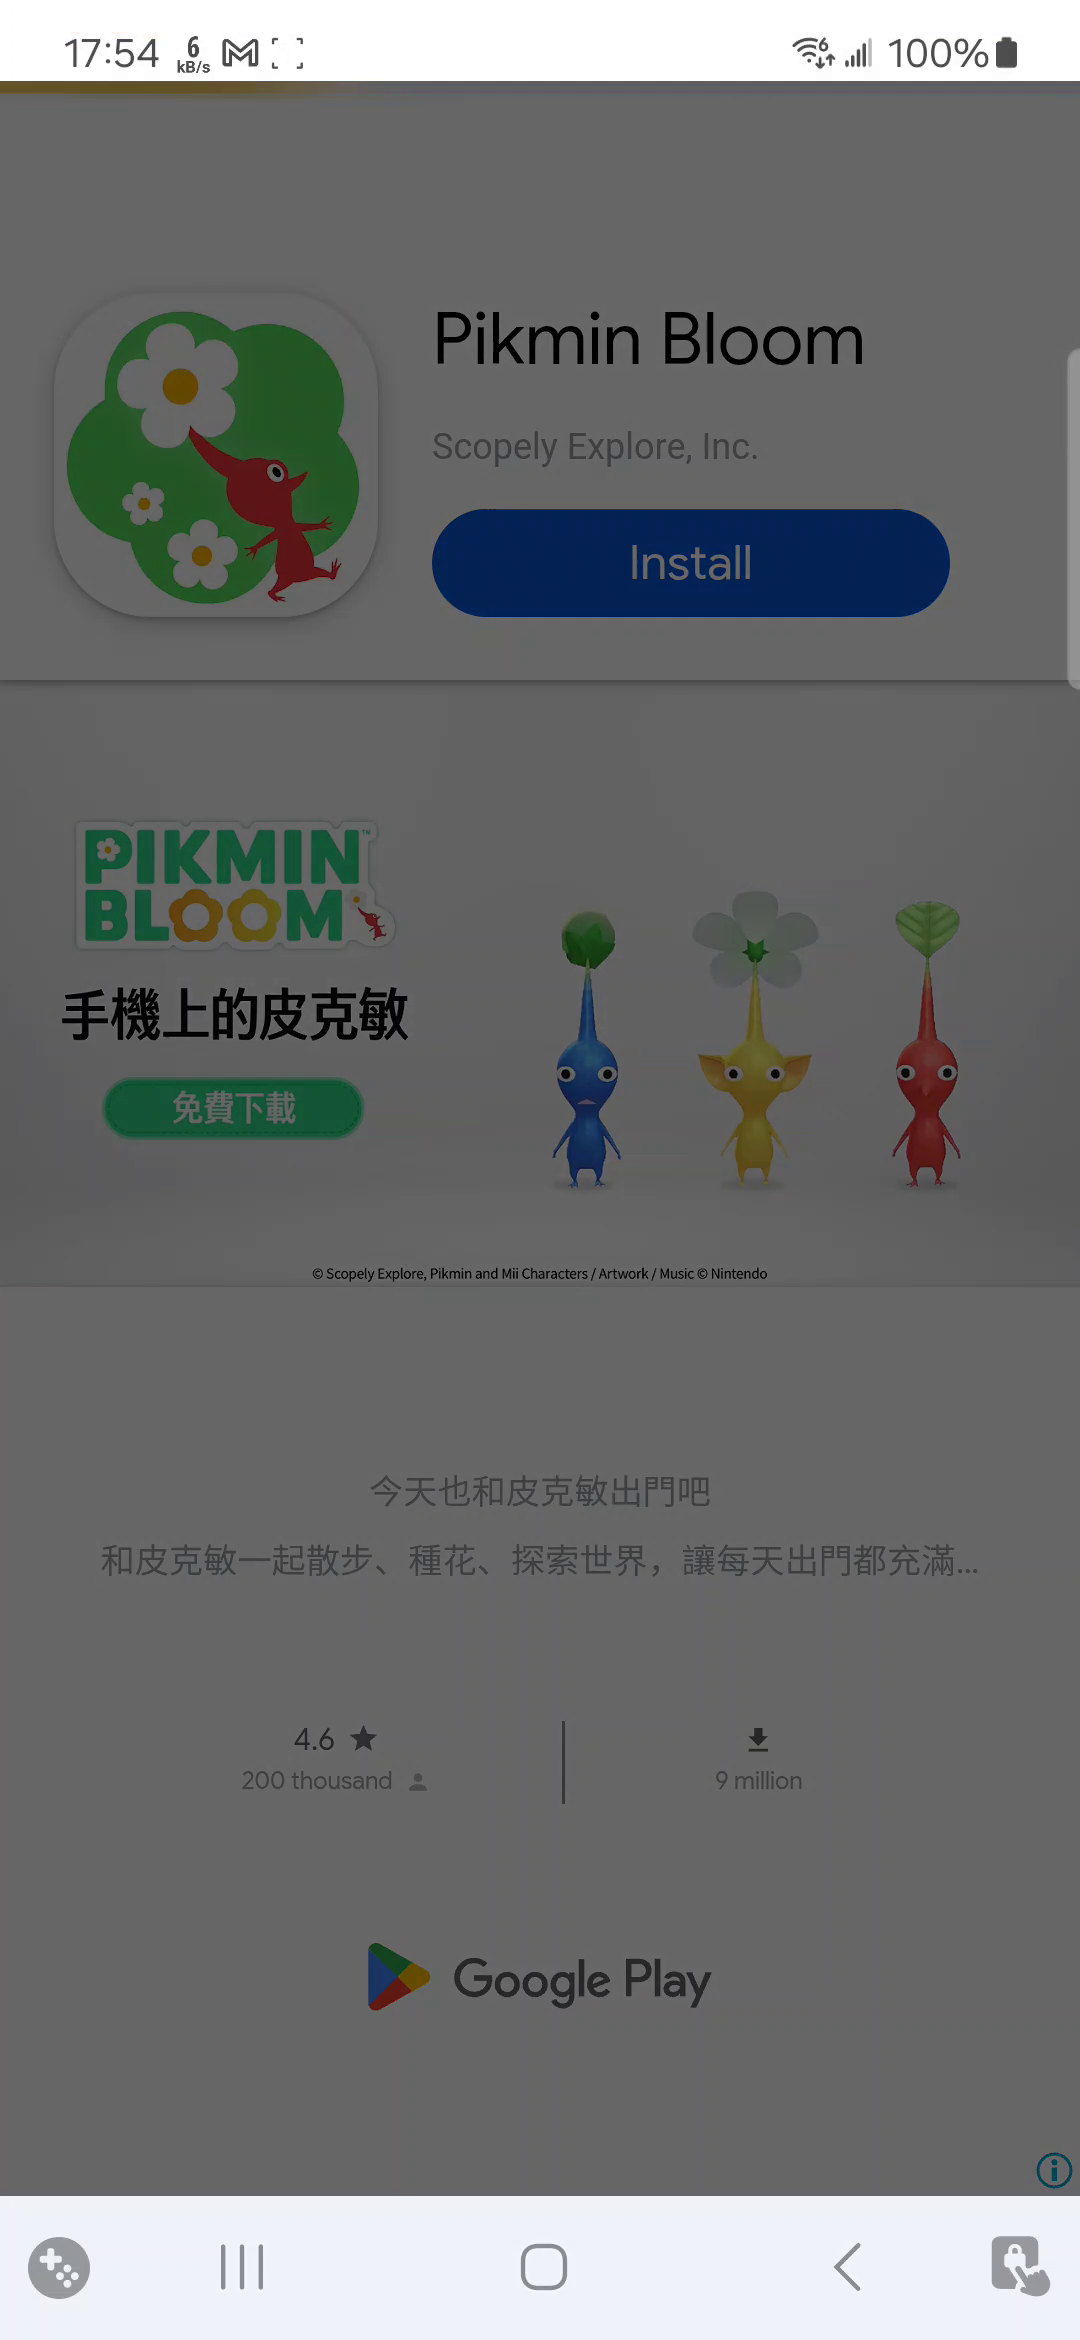 17:54 6 kB/s 6 100%
Pikmin Bloom
Scopely Explore, Inc.
Install
PIKMIN™
BLOOM
手機上的皮克敏
免費下載
© Scopely Explore, Pikmin and Mii Characters / Artwork / Music © Nintendo
今天也和皮克敏出門吧
和皮克敏一起散步、種花、探索世界，讓每天出門都充滿...
4.6 ★
200 thousand
9 million
Google Play